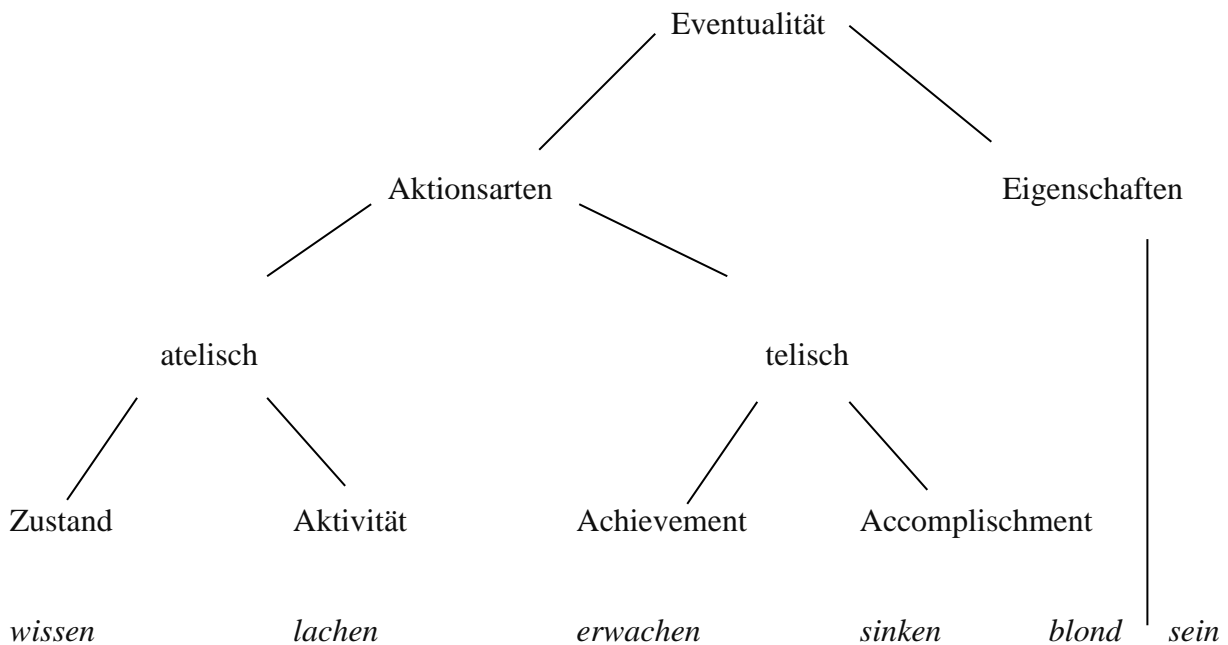 Eventualität
Aktionsarten Eigenschaften
atelisch telisch
Zustand Aktivität Achievement Accomplischment
wissen lachen erwachen sinken blond sein